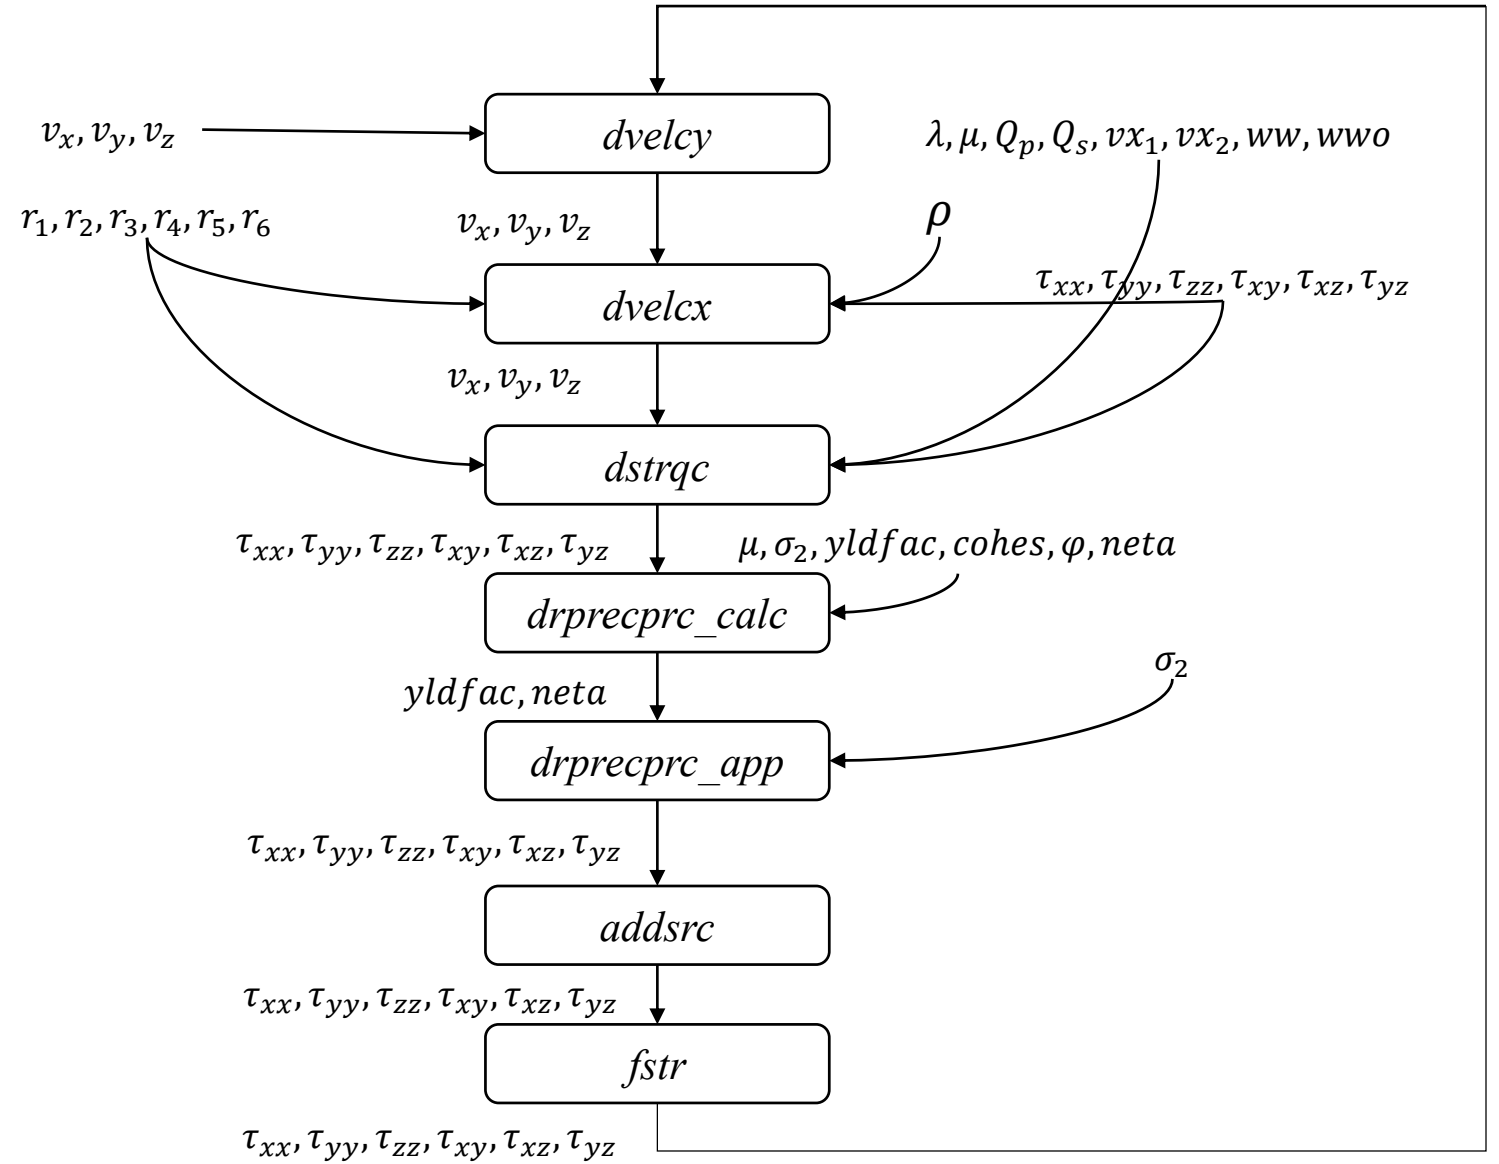 dvelcy
v_x, v_y, v_z
λ, μ, Q_p, Q_s, vx_1, vx_2, ww, wwo
r_1, r_2, r_3, r_4, r_5, r_6
v_x, v_y, v_z
ρ
τ_xx, τ_yy, τ_zz, τ_xy, τ_xz, τ_yz
dvelcx
v_x, v_y, v_z
dstrqc
τ_xx, τ_yy, τ_zz, τ_xy, τ_xz, τ_yz
μ, σ_2, yldfac, cohes, φ, neta
drprecprc_calc
σ_2
yldfac, neta
drprecprc_app
τ_xx, τ_yy, τ_zz, τ_xy, τ_xz, τ_yz
addsrc
τ_xx, τ_yy, τ_zz, τ_xy, τ_xz, τ_yz
fstr
τ_xx, τ_yy, τ_zz, τ_xy, τ_xz, τ_yz